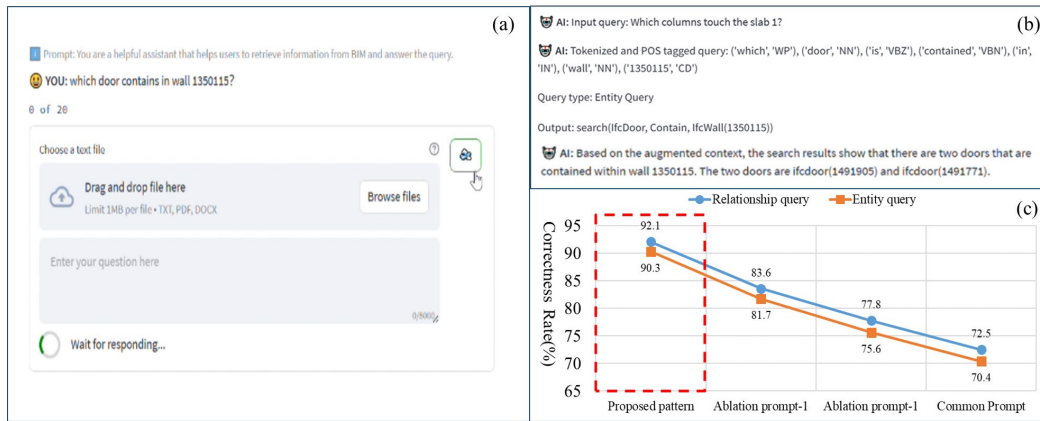 (a)
Prompt: You are a helpful assistant that helps users to retrieve information from BIM and answer the query.
YOU: which door contains in wall 1350115?
0 of 20
Choose a text file
Drag and drop file here
Limit 1MB per file • TXT, PDF, DOCX
Browse files
Enter your question here
0/8000
Wait for responding...
(b)
AI: Input query: Which columns touch the slab 1?
AI: Tokenized and POS tagged query: ('which', 'WP'), ('door', 'NN'), ('is', 'VBZ'), ('contained', 'VBN'), ('in',
'IN'), ('wall', 'NN'), ('1350115', 'CD')
Query type: Entity Query
Output: search(IfcDoor, Contain, IfcWall(1350115))
AI: Based on the augmented context, the search results show that there are two doors that are
contained within wall 1350115. The two doors are ifcdoor(1491905) and ifcdoor(1491771).
Relationship query Entity query
(c)
Correctness Rate(%)
95
90
85
80
75
70
65
92.1
90.3
83.6
81.7
77.8
75.6
72.5
70.4
Proposed pattern Ablation prompt-1 Ablation prompt-1 Common Prompt